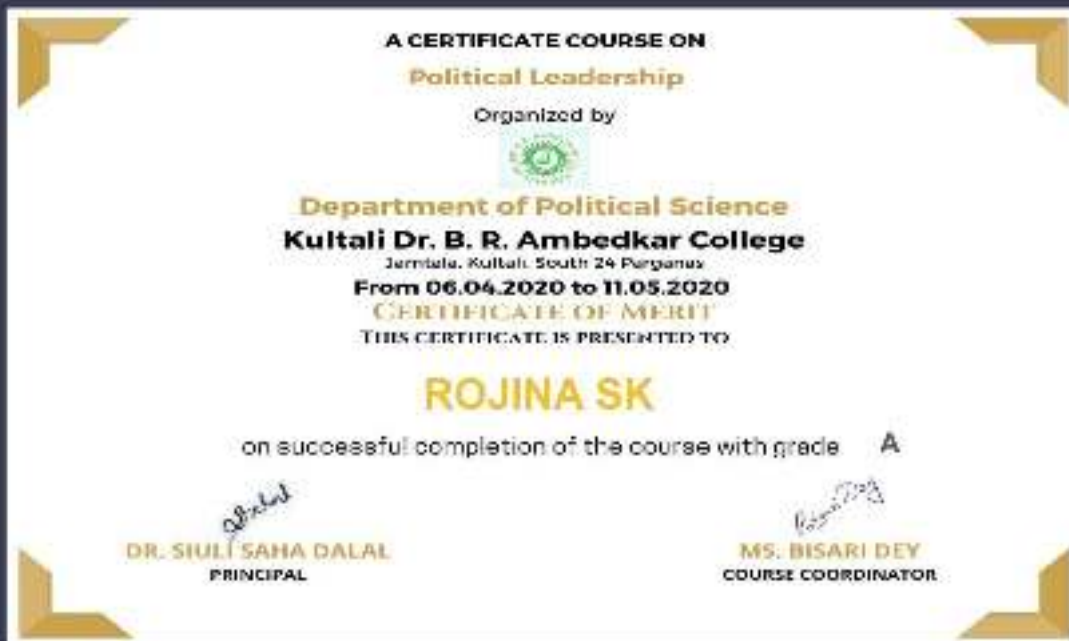 A CERTIFICATE COURSE ON
Political Leadership
Organized by
Department of Political Science
Kultali Dr. B. R. Ambedkar College
Jamtala, Kultali, South 24 Parganas
From 06.04.2020 to 11.05.2020
CERTIFICATE OF MERIT
THIS CERTIFICATE IS PRESENTED TO
ROJINA SK
on successful completion of the course with grade A
DR. SIULI SAHA DALAL
PRINCIPAL
MS. BISARI DEY
COURSE COORDINATOR